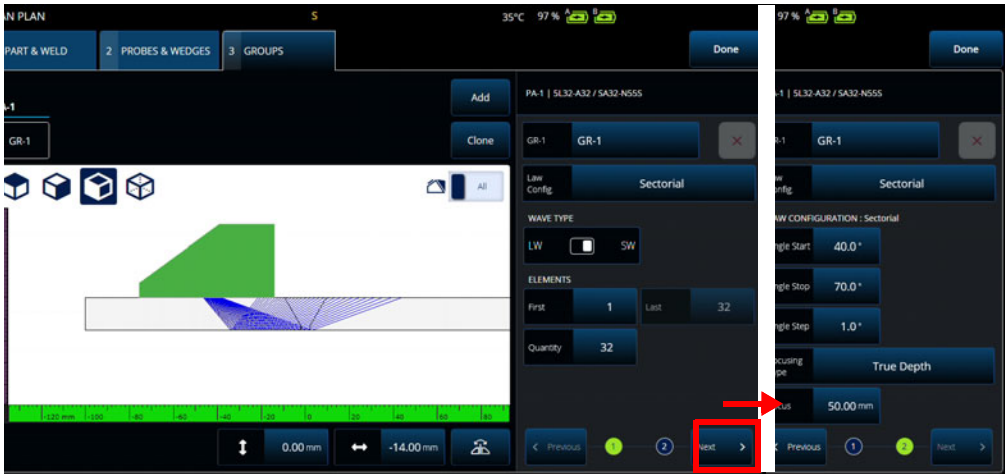 N PLAN
S
35°C 97 % A B
PART & WELD
2 PROBES & WEDGES
3 GROUPS
Done
A-1
Add
GR-1
Clone
All
-120 mm -100 -80 -60 -40 -20 0 20 40 60 80
0.00 mm
-14.00 mm
PA-1 | 5L32-A32 / SA32-N55S
GR-1 GR-1
Law Config. Sectorial
WAVE TYPE
LW SW
ELEMENTS
First 1 Last 32
Quantity 32
< Previous 1 2 Next >
97 % A B
Done
-1 | 5L32-A32 / SA32-N55S
R-1 GR-1
aw
onfig. Sectorial
AW CONFIGURATION : Sectorial
ngle Start 40.0 °
ngle Stop 70.0 °
ngle Step 1.0 °
ocusing
ype True Depth
cus 50.00 mm
< Previous 1 2 Next >